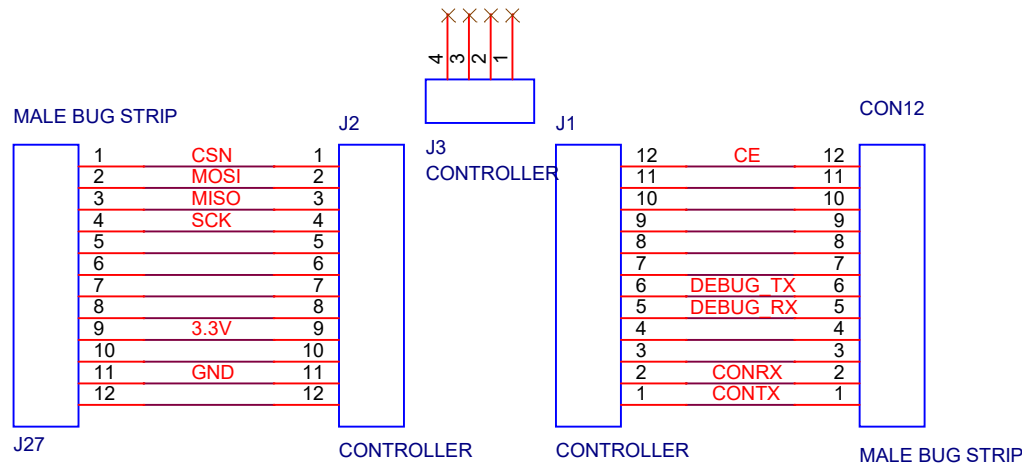 4 3 2 1
J3
CONTROLLER
MALE BUG STRIP
J2
1 CSN 1
2 MOSI 2
3 MISO 3
4 SCK 4
5 5
6 6
7 7
8 8
9 3.3V 9
10 10
11 GND 11
12 12
J27
CONTROLLER
J1
CON12
12 CE 12
11 11
10 10
9 9
8 8
7 7
6 DEBUG_TX 6
5 DEBUG_RX 5
4 4
3 3
2 CONRX 2
1 CONTX 1
CONTROLLER
MALE BUG STRIP